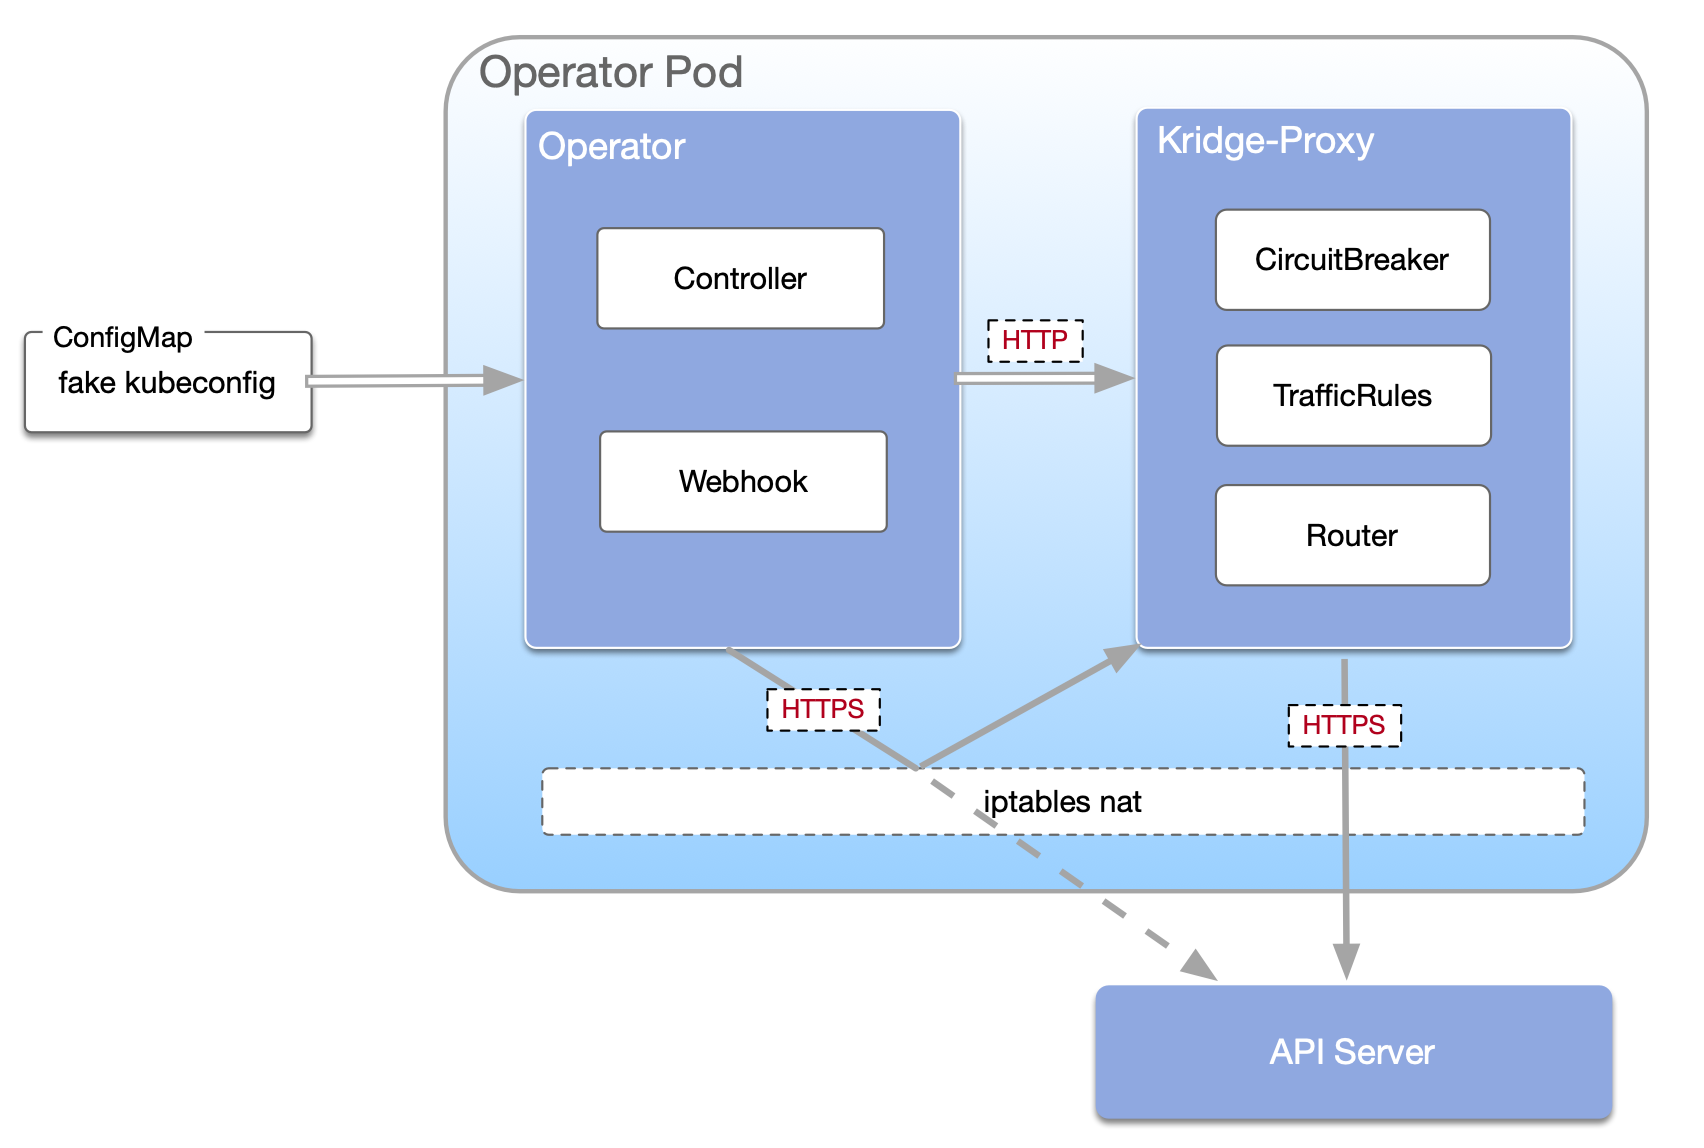 Operator Pod
Operator
Kridge-Proxy
Controller
CircuitBreaker
ConfigMap
fake kubeconfig
HTTP
TrafficRules
Webhook
Router
HTTPS
HTTPS
iptables nat
API Server